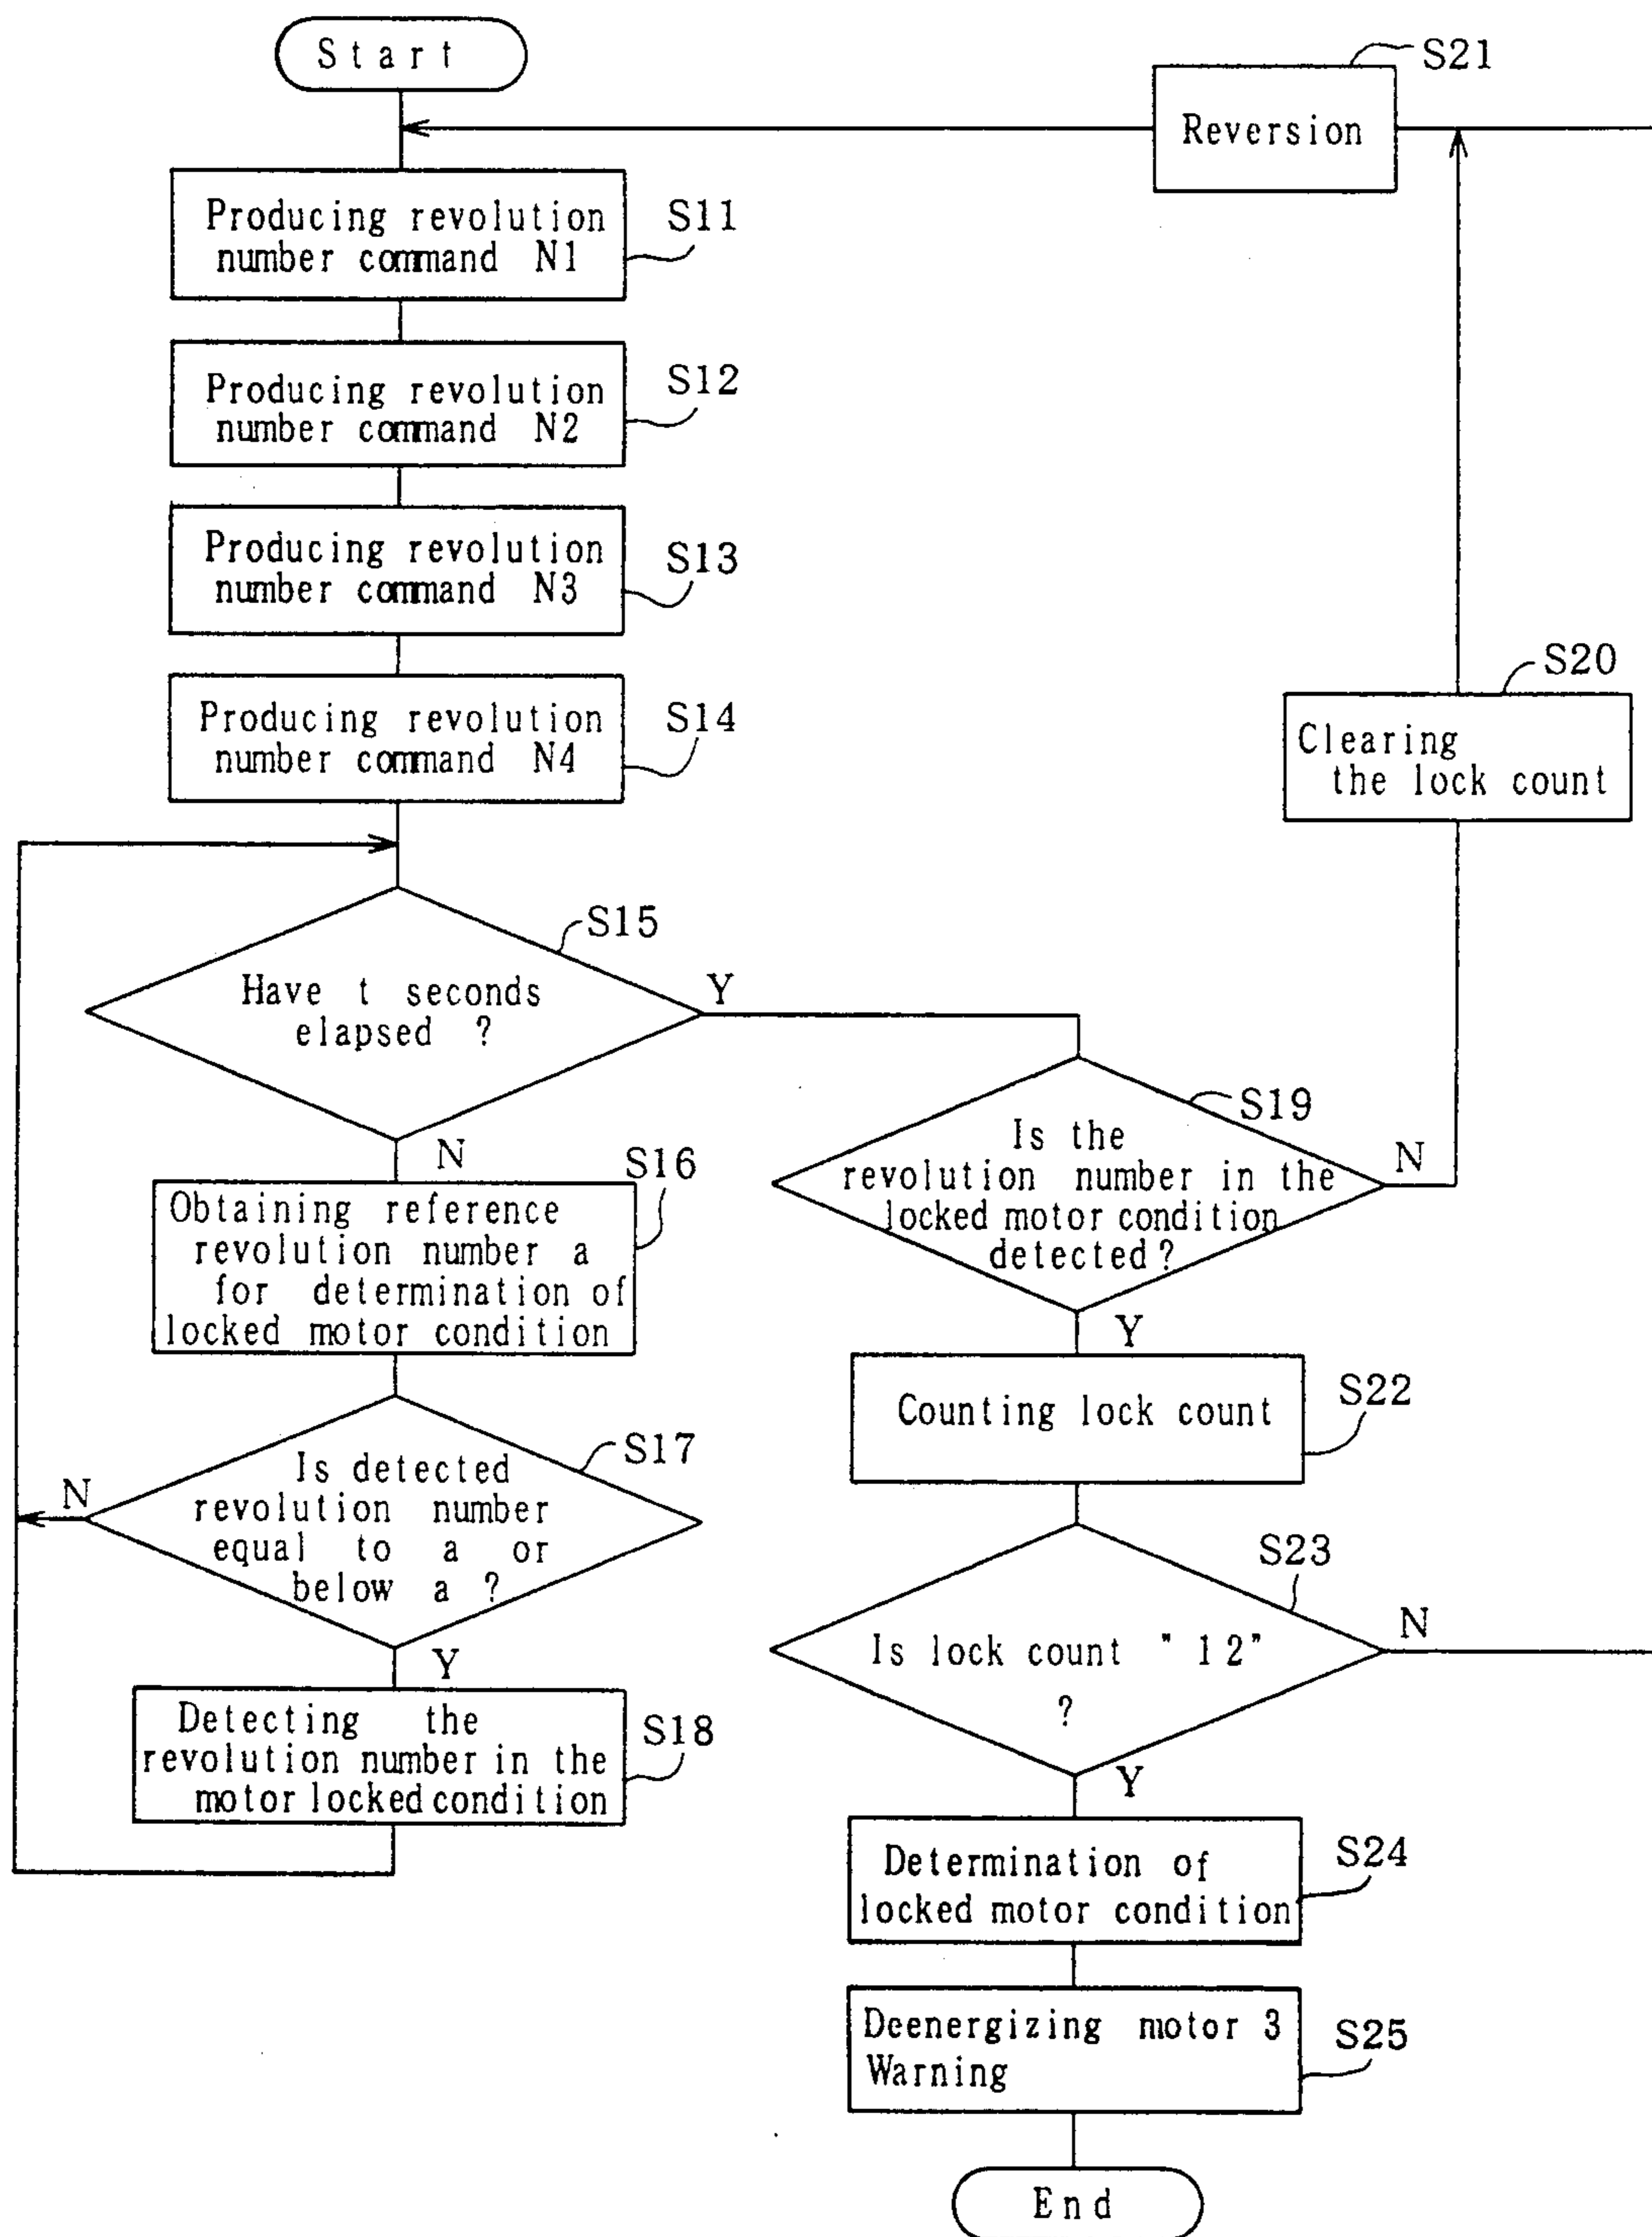 Start
S21
Reversion
Producing revolution
number command N1
S11
Producing revolution
number command N2
S12
Producing revolution
number command N3
S13
Producing revolution
number command N4
S14
S20
Clearing
the lock count
S15
Have t seconds
elapsed ?
Y
N
S19
Is the
revolution number in the
locked motor condition
detected?
N
Y
S16
Obtaining reference
revolution number a
for determination of
locked motor condition
S22
Counting lock count
S17
Is detected
revolution number
equal to a or
below a ?
N
Y
S23
Is lock count "12"
?
N
Y
Detecting the
revolution number in the
motor locked condition
S18
Determination of
locked motor condition
S24
Deenergizing motor 3
Warning
S25
End